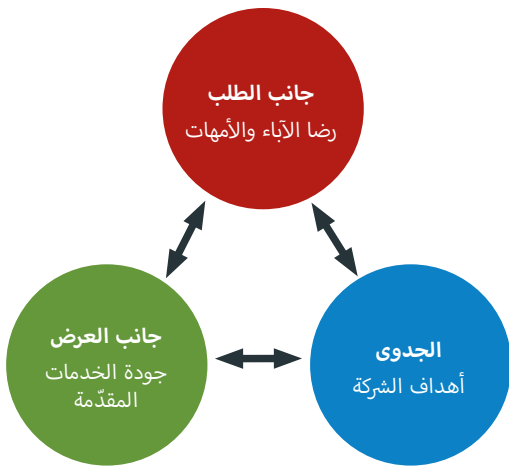 جانب الطلب
رضا الآباء والأمهات
الجدوى
أهداف الشركة
جانب العرض
جودة الخدمات
المقدّمة